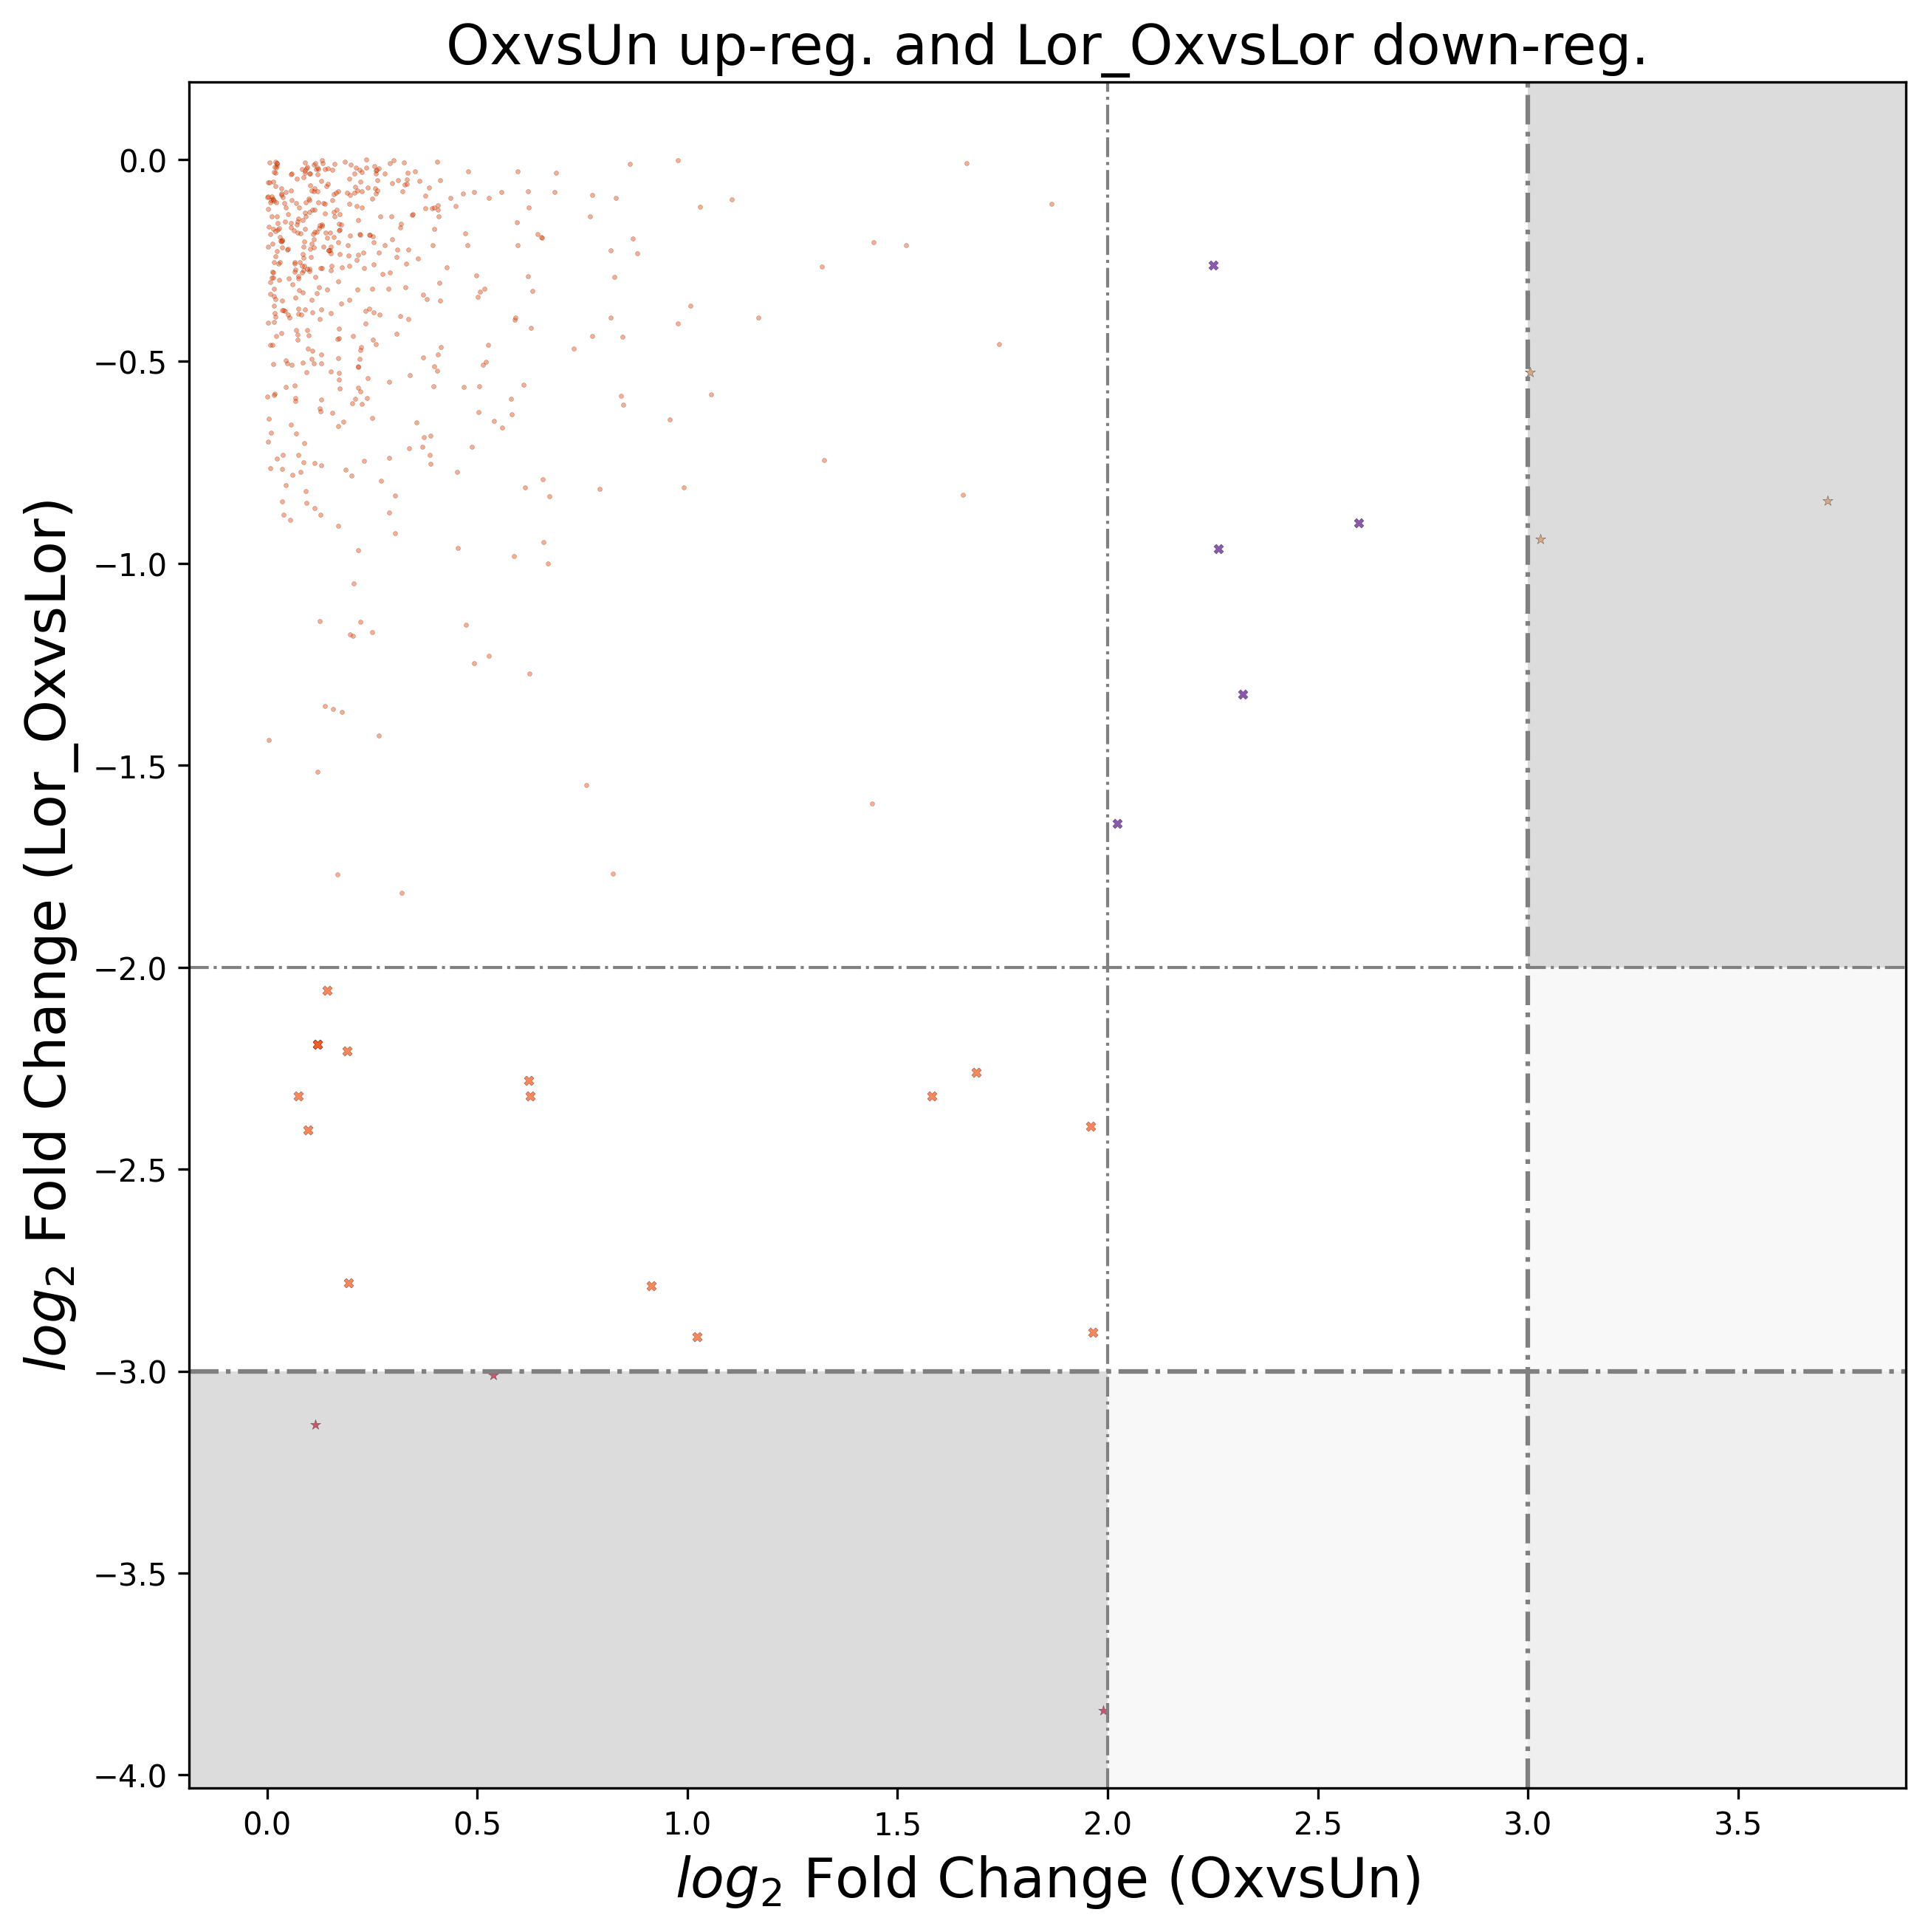 OxvsUn up-reg. and Lor_OxvsLor down-reg.
log₂ Fold Change (Lor_OxvsLor)
0.0
−0.5
−1.0
−1.5
−2.0
−2.5
−3.0
−3.5
−4.0
0.0 0.5 1.0 1.5 2.0 2.5 3.0 3.5
log₂ Fold Change (OxvsUn)